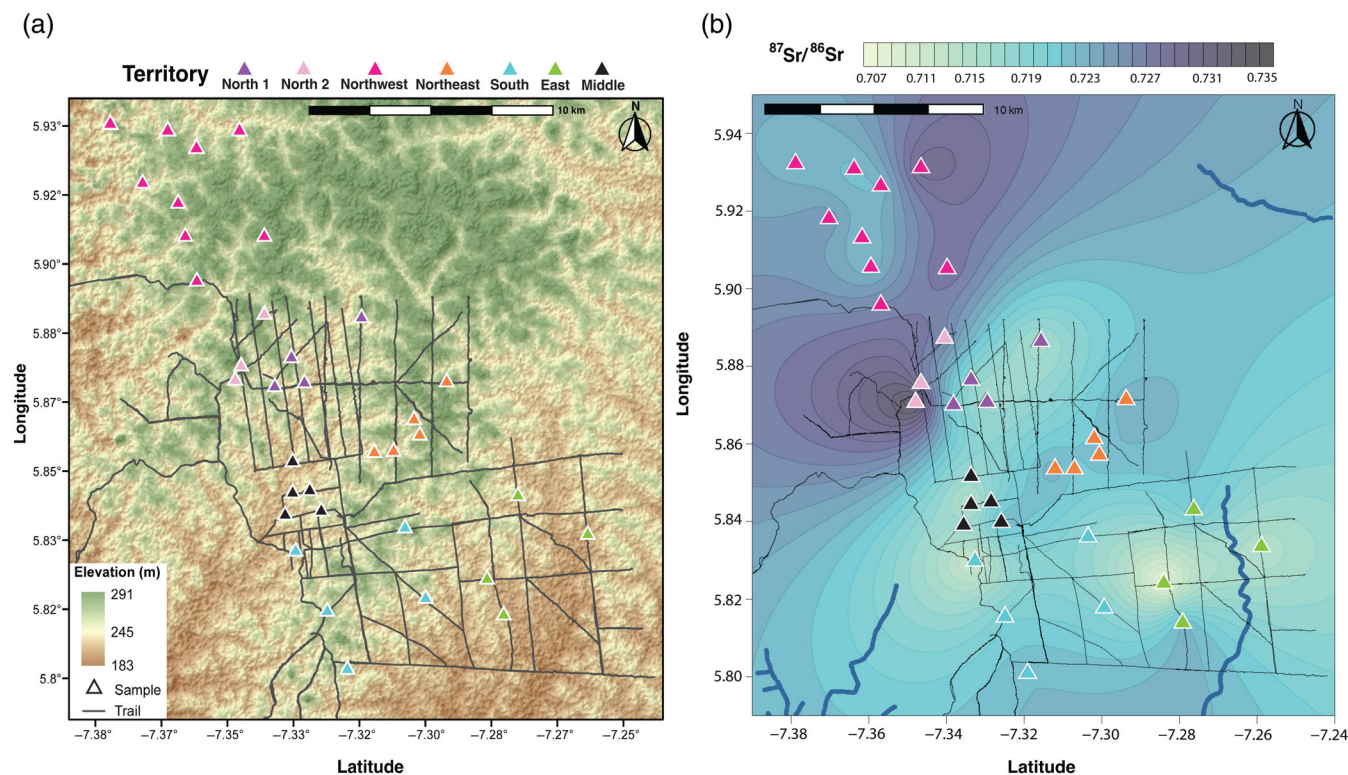 (a)
Territory
North 1 North 2 Northwest Northeast South East Middle
10 km
N
5.93°
5.92°
5.90°
5.88°
5.87°
5.85°
5.83°
5.82°
5.8°
Longitude
Elevation (m)
291
245
183
Sample
Trail
−7.38° −7.37° −7.35° −7.33° −7.32° −7.30° −7.28° −7.27° −7.25°
Latitude
(b)
87Sr/86Sr
0.707 0.711 0.715 0.719 0.723 0.727 0.731 0.735
10 km
N
5.94
5.92
5.90
5.88
5.86
5.84
5.82
5.80
Longitude
−7.38 −7.36 −7.34 −7.32 −7.30 −7.28 −7.26 −7.24
Latitude